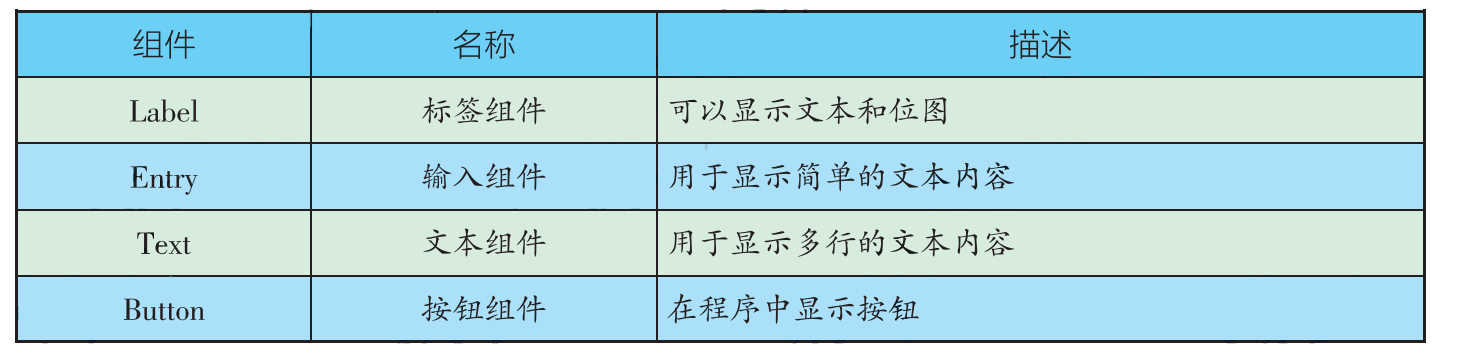 组件 名称 描述
Label 标签组件 可以显示文本和位图
Entry 输入组件 用于显示简单的文本内容
Text 文本组件 用于显示多行的文本内容
Button 按钮组件 在程序中显示按钮